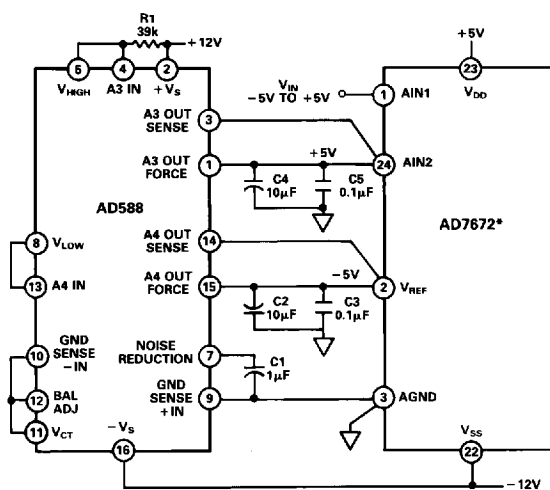 R1
39k
+12V
+5V
6
4
2
23
VHIGH
A3 IN
+VS
VIN
-5V TO +5V
1
AIN1
VDD
A3 OUT
SENSE
3
A3 OUT
FORCE
1
+5V
24
AIN2
C4
10µF
C5
0.1µF
AD588
AD7672*
A4 OUT
SENSE
14
8
VLOW
13
A4 IN
A4 OUT
FORCE
15
-5V
2
VREF
C2
10µF
C3
0.1µF
10
GND
SENSE
-IN
NOISE
REDUCTION
7
C1
1µF
12
BAL
ADJ
GND
SENSE
+IN
9
3
AGND
11
VCT
-VS
16
VSS
22
-12V